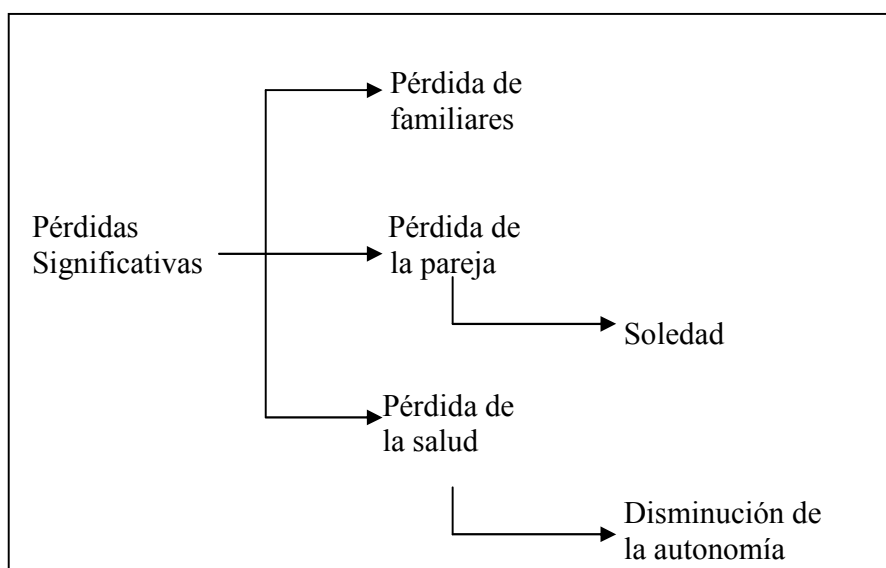 Pérdida de
familiares
Pérdidas
Significativas
Pérdida de
la pareja
Soledad
Pérdida de
la salud
Disminución de
la autonomía